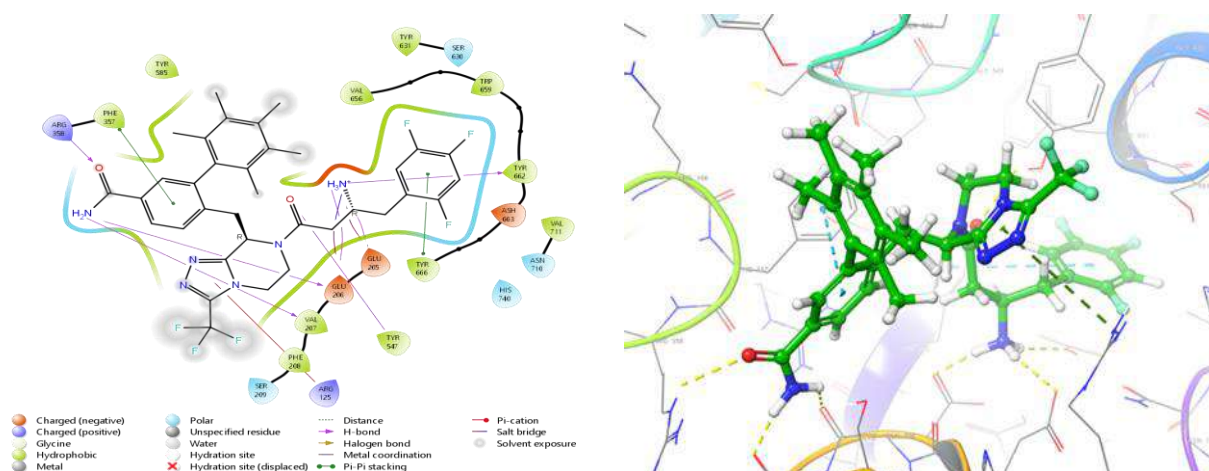 TYR
631
SER
630
TYR
585
VAL
656
TRP
659
PHE
357
ARG
358
F
F
O
H₂N
H₃N⁺
TYR
662
F
O
R
ASH
663
VAL
711
R
N
GLU
205
TYR
666
ASN
710
N
N
N
GLU
206
HIS
740
VAL
207
F
F
F
TYR
547
PHE
208
SER
209
ARG
125
Charged (negative)
Charged (positive)
Glycine
Hydrophobic
Metal
Polar
Unspecified residue
Water
Hydration site
Hydration site (displaced)
Distance
H-bond
Halogen bond
Metal coordination
Pi-Pi stacking
Pi-cation
Salt bridge
Solvent exposure